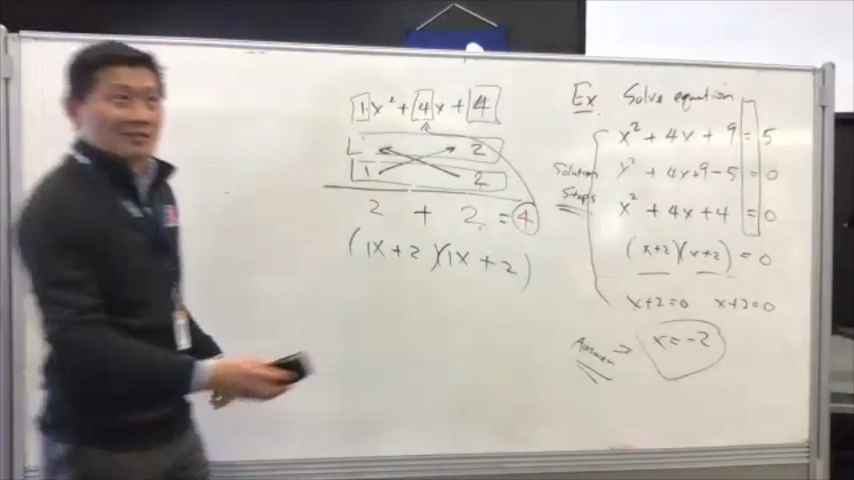 1x² + 4x + 4
1 2
1 2
2 + 2 = 4
(1x + 2)(1x + 2)
Ex Solve equation
x² + 4x + 9 = 5
Solution Steps
x² + 4x + 9 - 5 = 0
x² + 4x + 4 = 0
(x+2)(x+2) = 0
x+2=0 x+2=0
Answer → x = -2